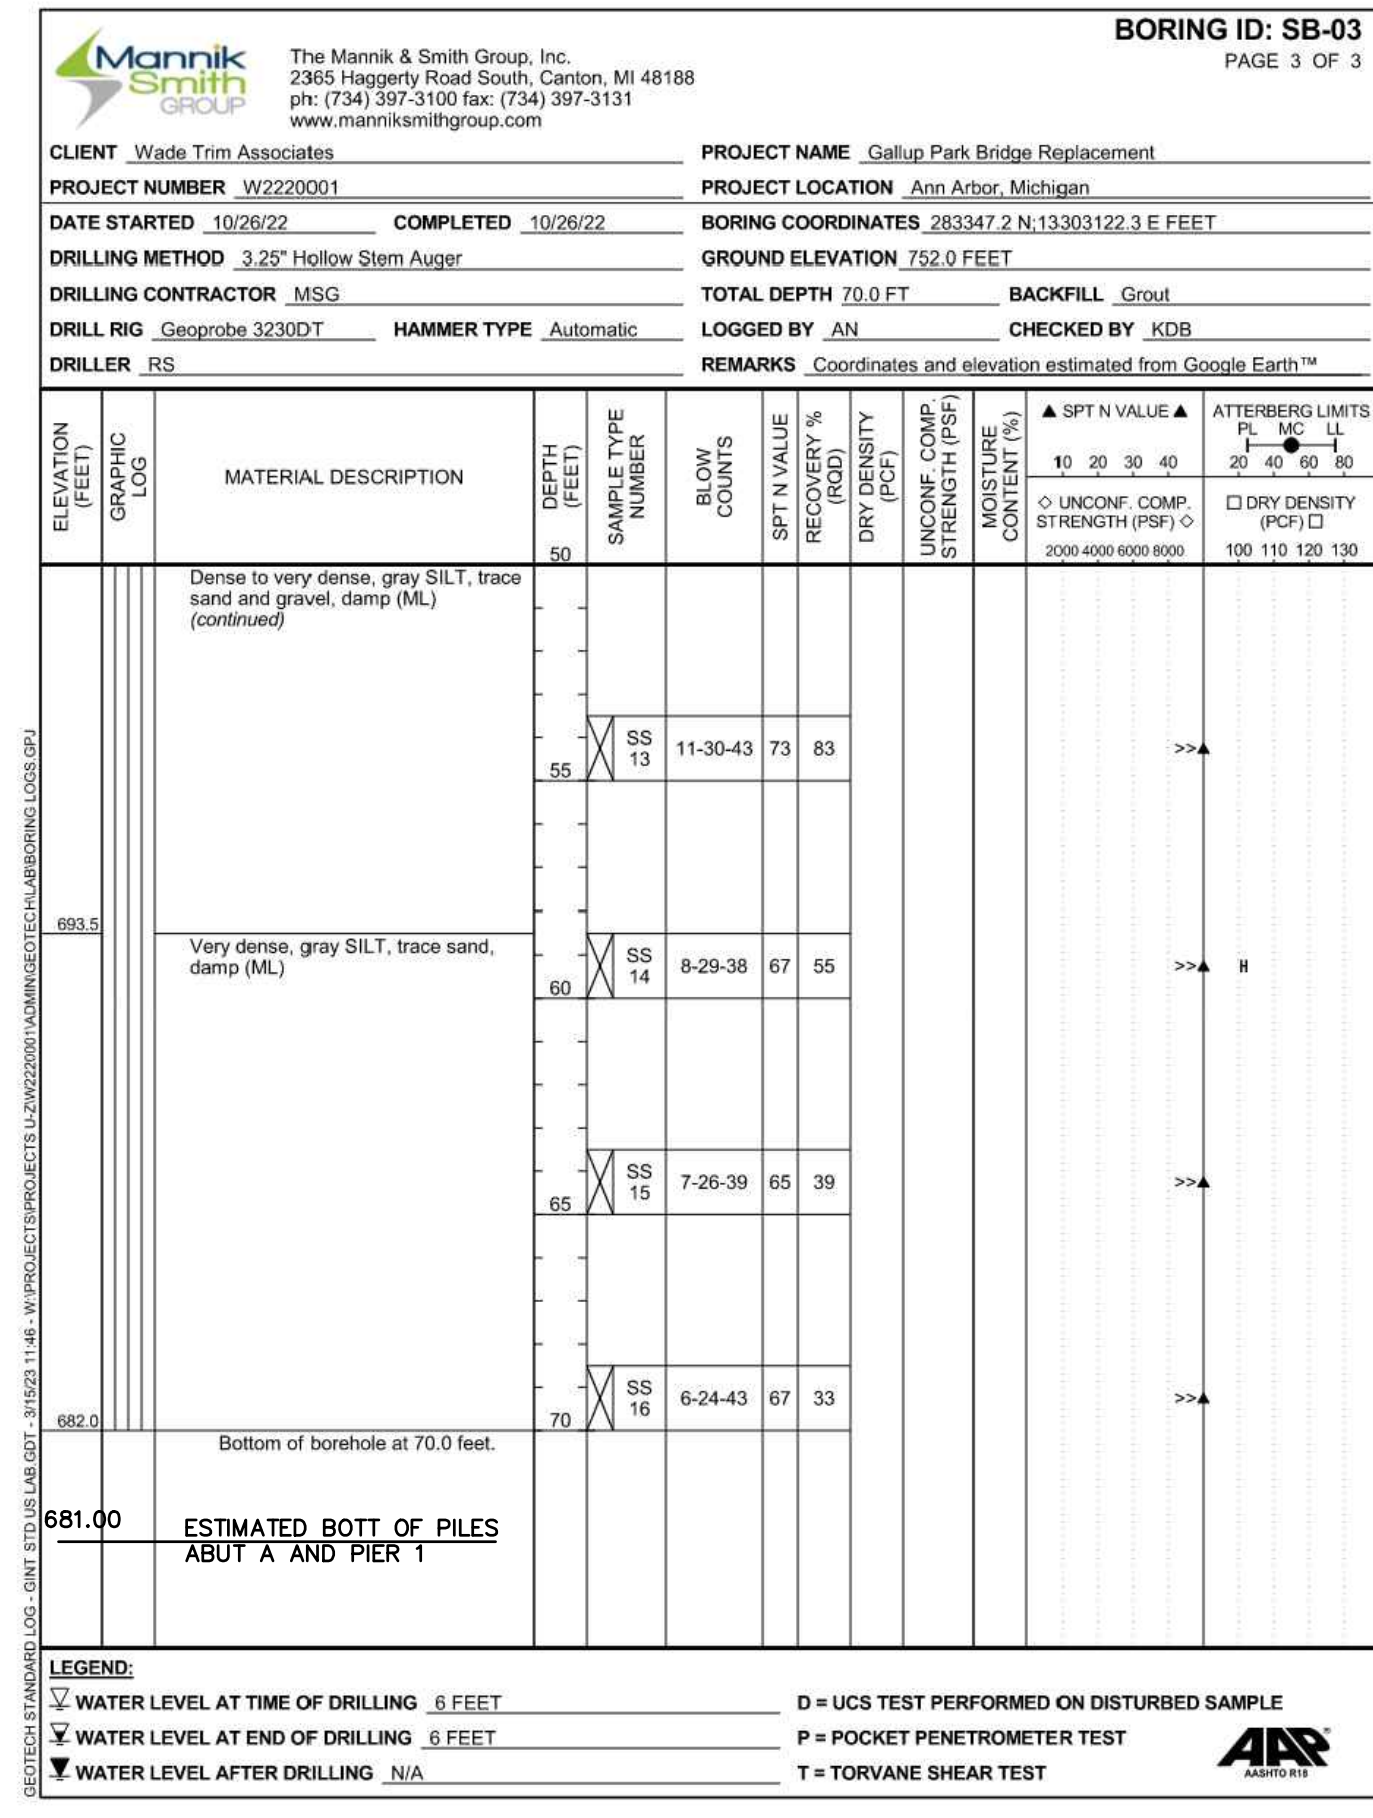 BORING ID: SB-03
PAGE 3 OF 3
Mannik
Smith
GROUP
The Mannik & Smith Group, Inc.
2365 Haggerty Road South, Canton, MI 48188
ph: (734) 397-3100 fax: (734) 397-3131
www.manniksmithgroup.com
CLIENT Wade Trim Associates
PROJECT NAME Gallup Park Bridge Replacement
PROJECT NUMBER W2220001
PROJECT LOCATION Ann Arbor, Michigan
DATE STARTED 10/26/22 COMPLETED 10/26/22
BORING COORDINATES 283347.2 N;13303122.3 E FEET
DRILLING METHOD 3.25" Hollow Stem Auger
GROUND ELEVATION 752.0 FEET
DRILLING CONTRACTOR MSG
TOTAL DEPTH 70.0 FT BACKFILL Grout
DRILL RIG Geoprobe 3230DT HAMMER TYPE Automatic
LOGGED BY AN CHECKED BY KDB
DRILLER RS
REMARKS Coordinates and elevation estimated from Google Earth™
ELEVATION
(FEET)
GRAPHIC
LOG
MATERIAL DESCRIPTION
DEPTH
(FEET)
50
SAMPLE TYPE
NUMBER
BLOW
COUNTS
SPT N VALUE
RECOVERY %
(RQD)
DRY DENSITY
(PCF)
UNCONF. COMP.
STRENGTH (PSF)
MOISTURE
CONTENT (%)
▲ SPT N VALUE ▲
10 20 30 40
◇ UNCONF. COMP.
STRENGTH (PSF) ◇
2000 4000 6000 8000
ATTERBERG LIMITS
PL MC LL
20 40 60 80
□ DRY DENSITY
(PCF) □
100 110 120 130
Dense to very dense, gray SILT, trace
sand and gravel, damp (ML)
(continued)
55
SS
13
11-30-43 73 83
>>▲
693.5
Very dense, gray SILT, trace sand,
damp (ML)
60
SS
14
8-29-38 67 55
>>▲
65
SS
15
7-26-39 65 39
>>▲
682.0
70
SS
16
6-24-43 67 33
>>▲
Bottom of borehole at 70.0 feet.
681.00 ESTIMATED BOTT OF PILES
ABUT A AND PIER 1
LEGEND:
WATER LEVEL AT TIME OF DRILLING 6 FEET
WATER LEVEL AT END OF DRILLING 6 FEET
WATER LEVEL AFTER DRILLING N/A
D = UCS TEST PERFORMED ON DISTURBED SAMPLE
P = POCKET PENETROMETER TEST
T = TORVANE SHEAR TEST
AAP
AASHTO R18
GEOTECH STANDARD LOG - GINT STD US LAB.GDT - 3/15/23 11:46 - W:\PROJECTS\PROJECTS U-Z\W2220001\ADMIN\GEOTECH\LAB\BORING LOGS.GPJ